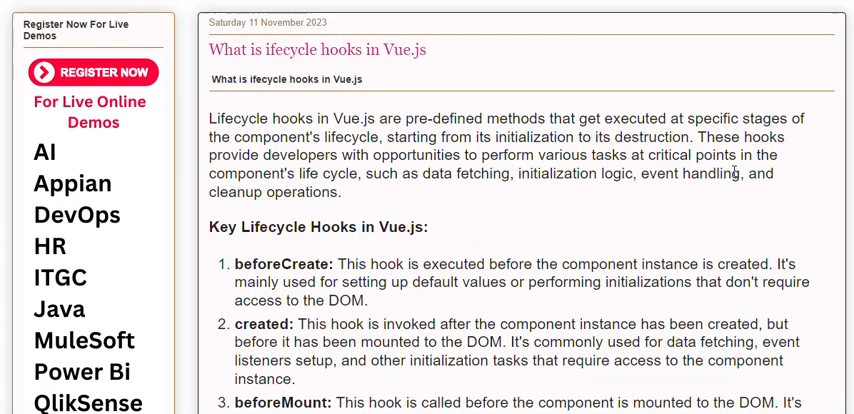 Register Now For Live
Demos
REGISTER NOW
For Live Online
Demos
AI
Appian
DevOps
HR
ITGC
Java
MuleSoft
Power Bi
QlikSense
Saturday 11 November 2023
What is ifecycle hooks in Vue.js
What is ifecycle hooks in Vue.js
Lifecycle hooks in Vue.js are pre-defined methods that get executed at specific stages of
the component's lifecycle, starting from its initialization to its destruction. These hooks
provide developers with opportunities to perform various tasks at critical points in the
component's life cycle, such as data fetching, initialization logic, event handling, and
cleanup operations.
Key Lifecycle Hooks in Vue.js:
1. beforeCreate: This hook is executed before the component instance is created. It's
mainly used for setting up default values or performing initializations that don't require
access to the DOM.
2. created: This hook is invoked after the component instance has been created, but
before it has been mounted to the DOM. It's commonly used for data fetching, event
listeners setup, and other initialization tasks that require access to the component
instance.
3. beforeMount: This hook is called before the component is mounted to the DOM. It's